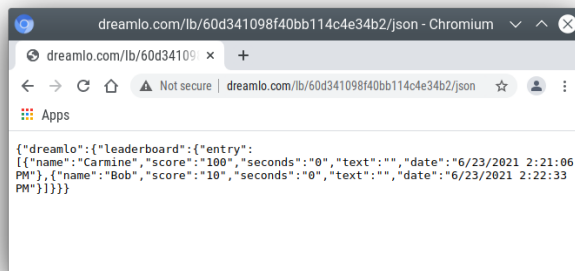 dreamlo.com/lb/60d341098f40bb114c4e34b2/json - Chromium
dreamlo.com/lb/60d34109
Not secure | dreamlo.com/lb/60d341098f40bb114c4e34b2/json
Apps
{"dreamlo":{"leaderboard":{"entry":
[{"name":"Carmine","score":"100","seconds":"0","text":"","date":"6/23/2021 2:21:06
PM"},{"name":"Bob","score":"10","seconds":"0","text":"","date":"6/23/2021 2:22:33
PM"}]}}}